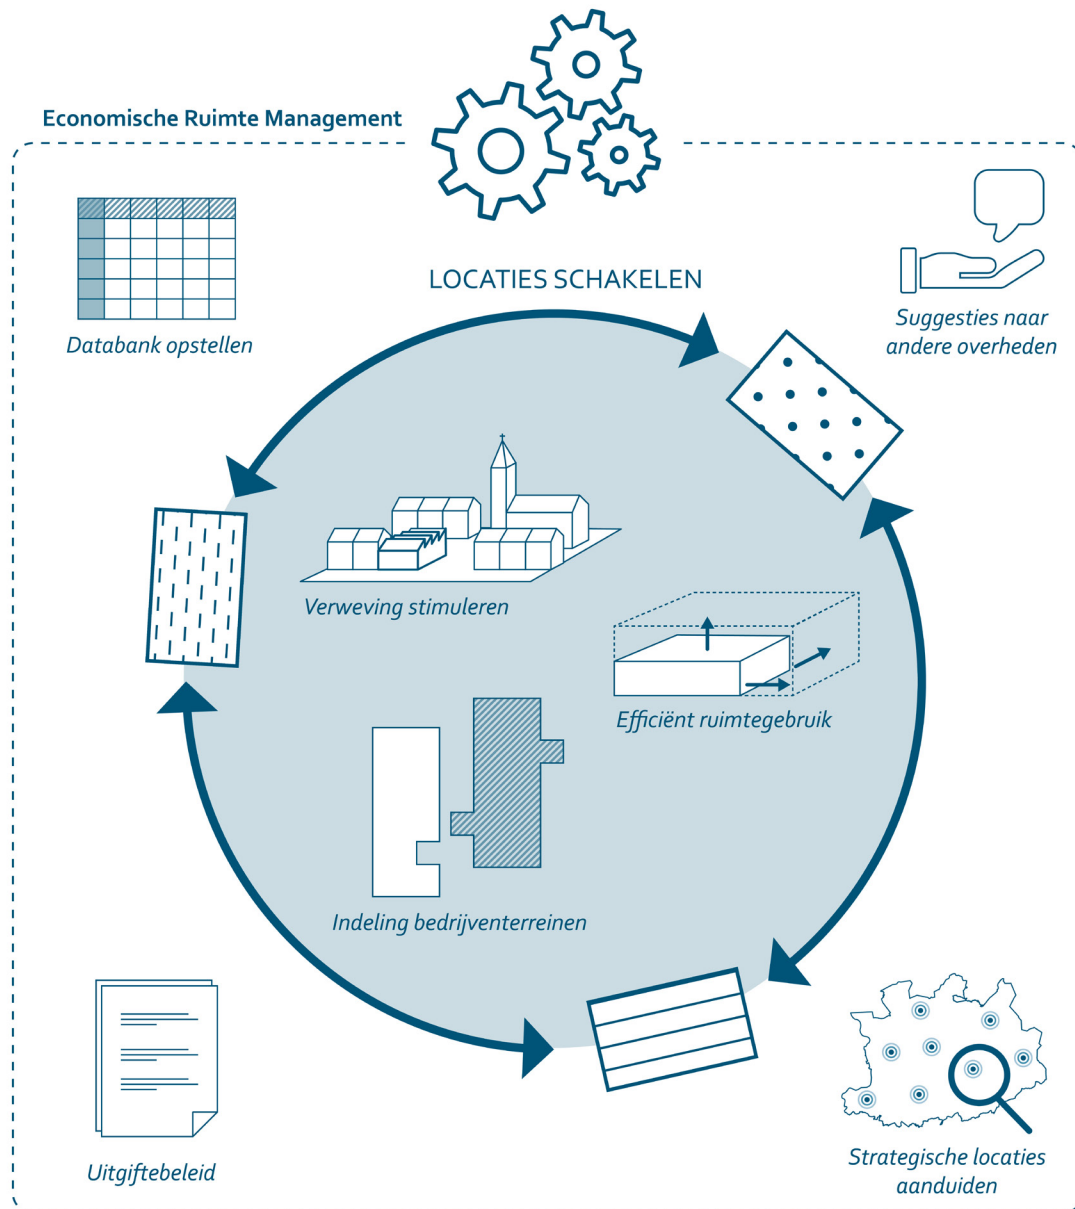 Economische Ruimte Management
LOCATIES SCHAKELEN
Databank opstellen
Suggesties naar
andere overheden
Verweving stimuleren
Efficiënt ruimtegebruik
Indeling bedrijventerreinen
Uitgiftebeleid
Strategische locaties
aanduiden